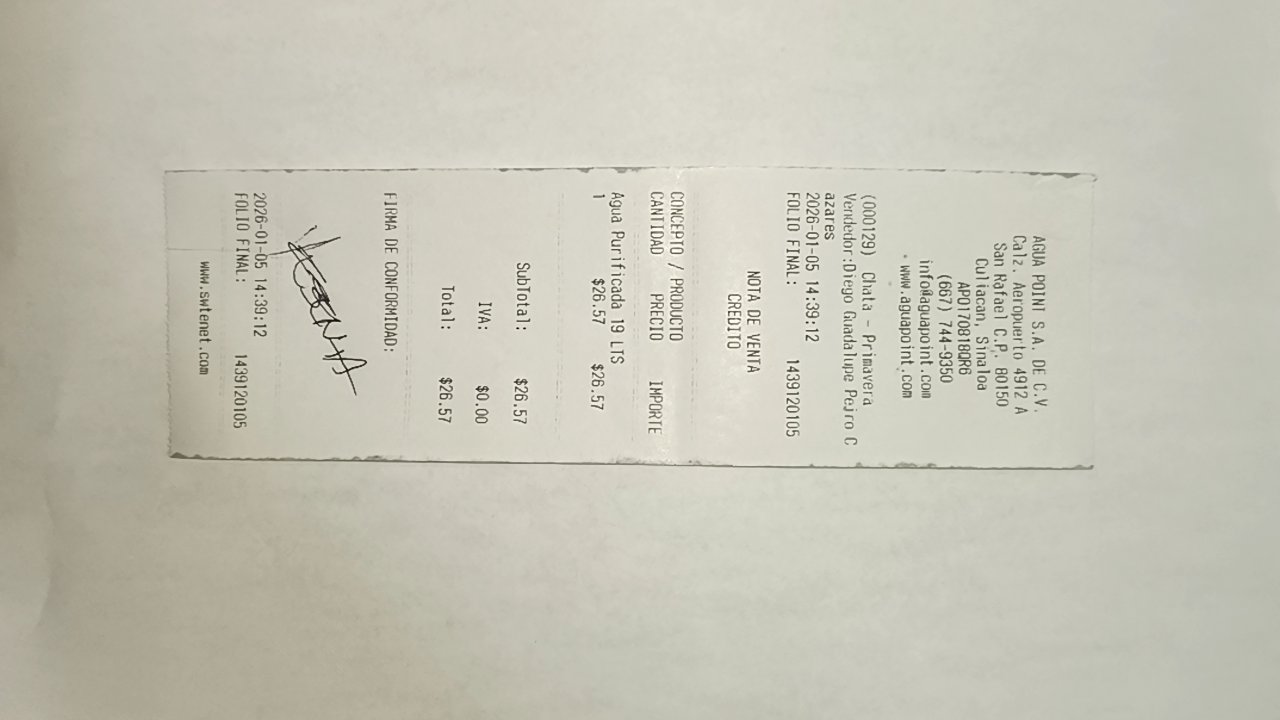 AGUA POINT S.A. DE C.V.
Calz. Aeropuerto 4912 A
San Rafael C.P. 80150
Culiacan, Sinaloa
APO170818QR6
(667) 744-9350
info@aguapoint.com
www.aguapoint.com
(000129) Chata - Primavera
Vendedor:Diego Guadalupe Peiro C
azares
2026-01-05 14:39:12
FOLIO FINAL: 1439120105
NOTA DE VENTA
CREDITO
CONCEPTO / PRODUCTO
CANTIDAD PRECIO IMPORTE
Agua Purificada 19 LTS
1 $26.57 $26.57
SubTotal: $26.57
IVA: $0.00
Total: $26.57
FIRMA DE CONFORMIDAD:
2026-01-05 14:39:12
FOLIO FINAL: 1439120105
www.swtenet.com